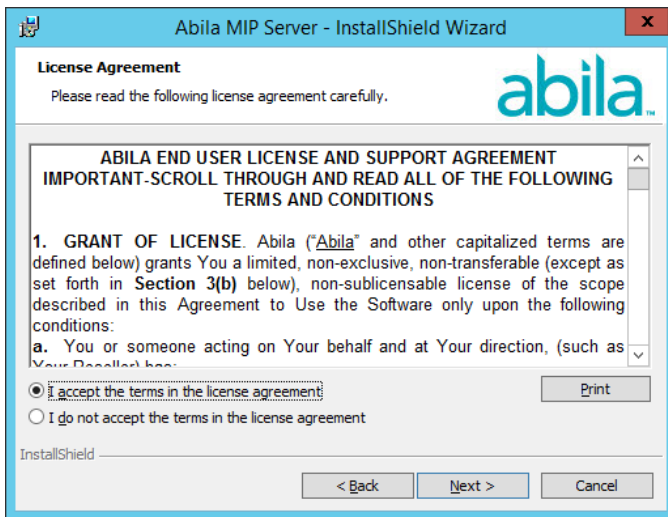 Abila MIP Server - InstallShield Wizard
x
License Agreement
Please read the following license agreement carefully.
abila
ABILA END USER LICENSE AND SUPPORT AGREEMENT
IMPORTANT-SCROLL THROUGH AND READ ALL OF THE FOLLOWING
TERMS AND CONDITIONS
1. GRANT OF LICENSE. Abila (“Abila” and other capitalized terms are
defined below) grants You a limited, non-exclusive, non-transferable (except as
set forth in Section 3(b) below), non-sublicensable license of the scope
described in this Agreement to Use the Software only upon the following
conditions:
a. You or someone acting on Your behalf and at Your direction, (such as
Your Reseller) has:
I accept the terms in the license agreement
Print
I do not accept the terms in the license agreement
InstallShield
< Back
Next >
Cancel